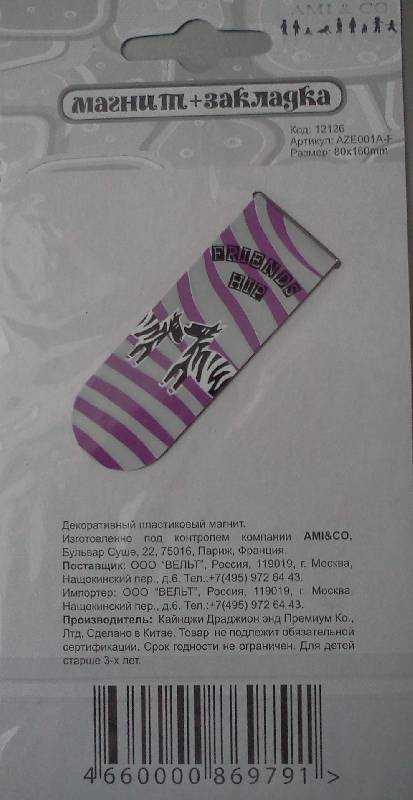 AMI & CO
магнит+закладка
Код: 12126
Артикул: AZE001A-F
Размер: 80х160mm
FRIENDS
HIP
Декоративный пластиковый магнит.
Изготовленно под контролем компании AMI&CO,
Бульвар Суше, 22, 75016, Париж, Франция.
Поставщик: ООО "ВЕЛЬТ", Россия, 119019, г. Москва,
Нащокинский пер., д.6. Тел.:+7(495) 972 64 43.
Импортер: ООО "ВЕЛЬТ", Россия, 119019, г. Москва,
Нащокинский пер., д.6. Тел.:+7(495) 972 64 43.
Производитель: Кайнджи Драджион энд Премиум Ко.,
Лтд. Сделано в Китае. Товар не подлежит обязательной
сертификации. Срок годности не ограничен. Для детей
старше 3-х лет.
4 660000 869791 >